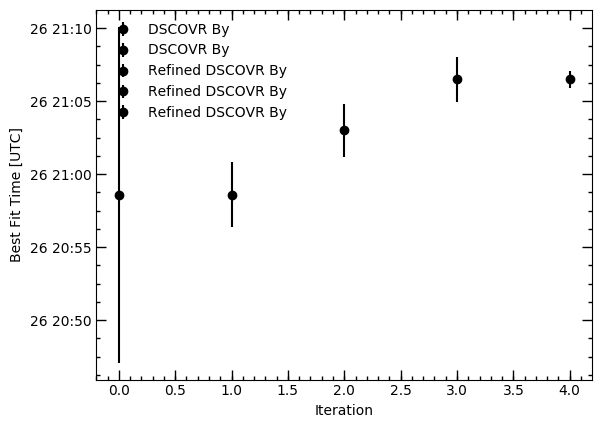 26 21:10
26 21:05
26 21:00
26 20:55
26 20:50
Best Fit Time [UTC]
DSCOVR By
DSCOVR By
Refined DSCOVR By
Refined DSCOVR By
Refined DSCOVR By
0.0 0.5 1.0 1.5 2.0 2.5 3.0 3.5 4.0
Iteration